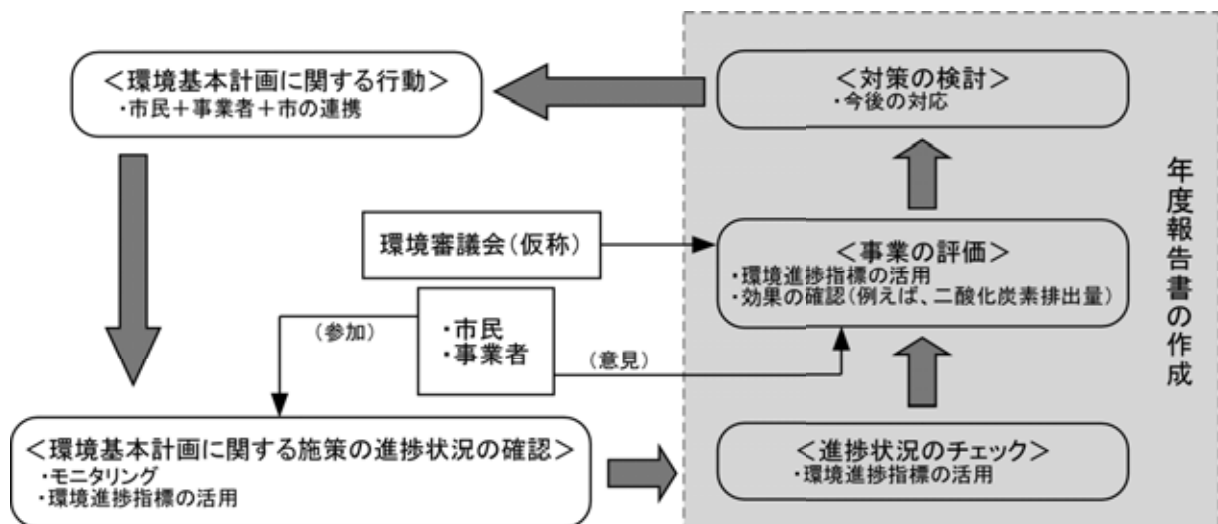 ＜環境基本計画に関する行動＞
・市民＋事業者＋市の連携
＜対策の検討＞
・今後の対応
環境審議会（仮称）
＜事業の評価＞
・環境進捗指標の活用
・効果の確認（例えば、二酸化炭素排出量）
年度報告書の作成
（参加）
・市民
・事業者
（意見）
＜環境基本計画に関する施策の進捗状況の確認＞
・モニタリング
・環境進捗指標の活用
＜進捗状況のチェック＞
・環境進捗指標の活用